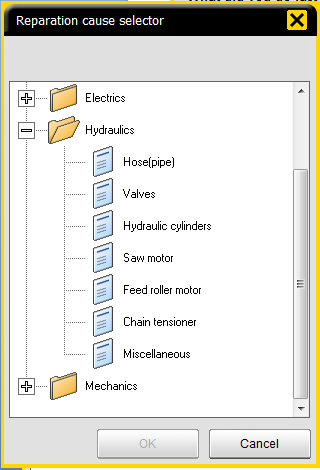 Reparation cause selector
Electrics
Hydraulics
Hose(pipe)
Valves
Hydraulic cylinders
Saw motor
Feed roller motor
Chain tensioner
Miscellaneous
Mechanics
OK
Cancel